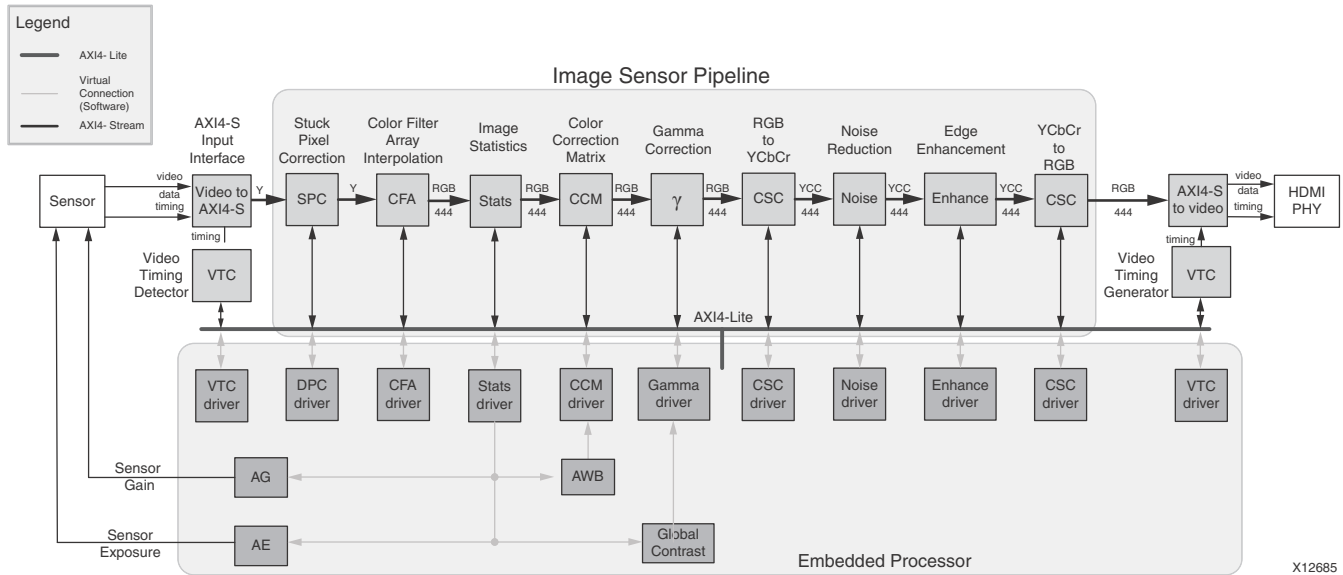 Legend
AXI4- Lite
Virtual
Connection
(Software)
AXI4- Stream
Image Sensor Pipeline
AXI4-S
Input
Interface
Stuck
Pixel
Correction
Color Filter
Array
Interpolation
Image
Statistics
Color
Correction
Matrix
Gamma
Correction
RGB
to
YCbCr
Noise
Reduction
Edge
Enhancement
YCbCr
to
RGB
Sensor
video
data
timing
Video to
AXI4-S
Y
SPC
Y
CFA
RGB
444
Stats
RGB
444
CCM
RGB
444
γ
RGB
444
CSC
YCC
444
Noise
YCC
444
Enhance
YCC
444
CSC
RGB
444
AXI4-S
to video
video
data
timing
HDMI
PHY
timing
Video
Timing
Detector
VTC
timing
Video
Timing
Generator
VTC
AXI4-Lite
VTC
driver
DPC
driver
CFA
driver
Stats
driver
CCM
driver
Gamma
driver
CSC
driver
Noise
driver
Enhance
driver
CSC
driver
VTC
driver
Sensor
Gain
AG
AWB
Sensor
Exposure
AE
Global
Contrast
Embedded Processor
X12685